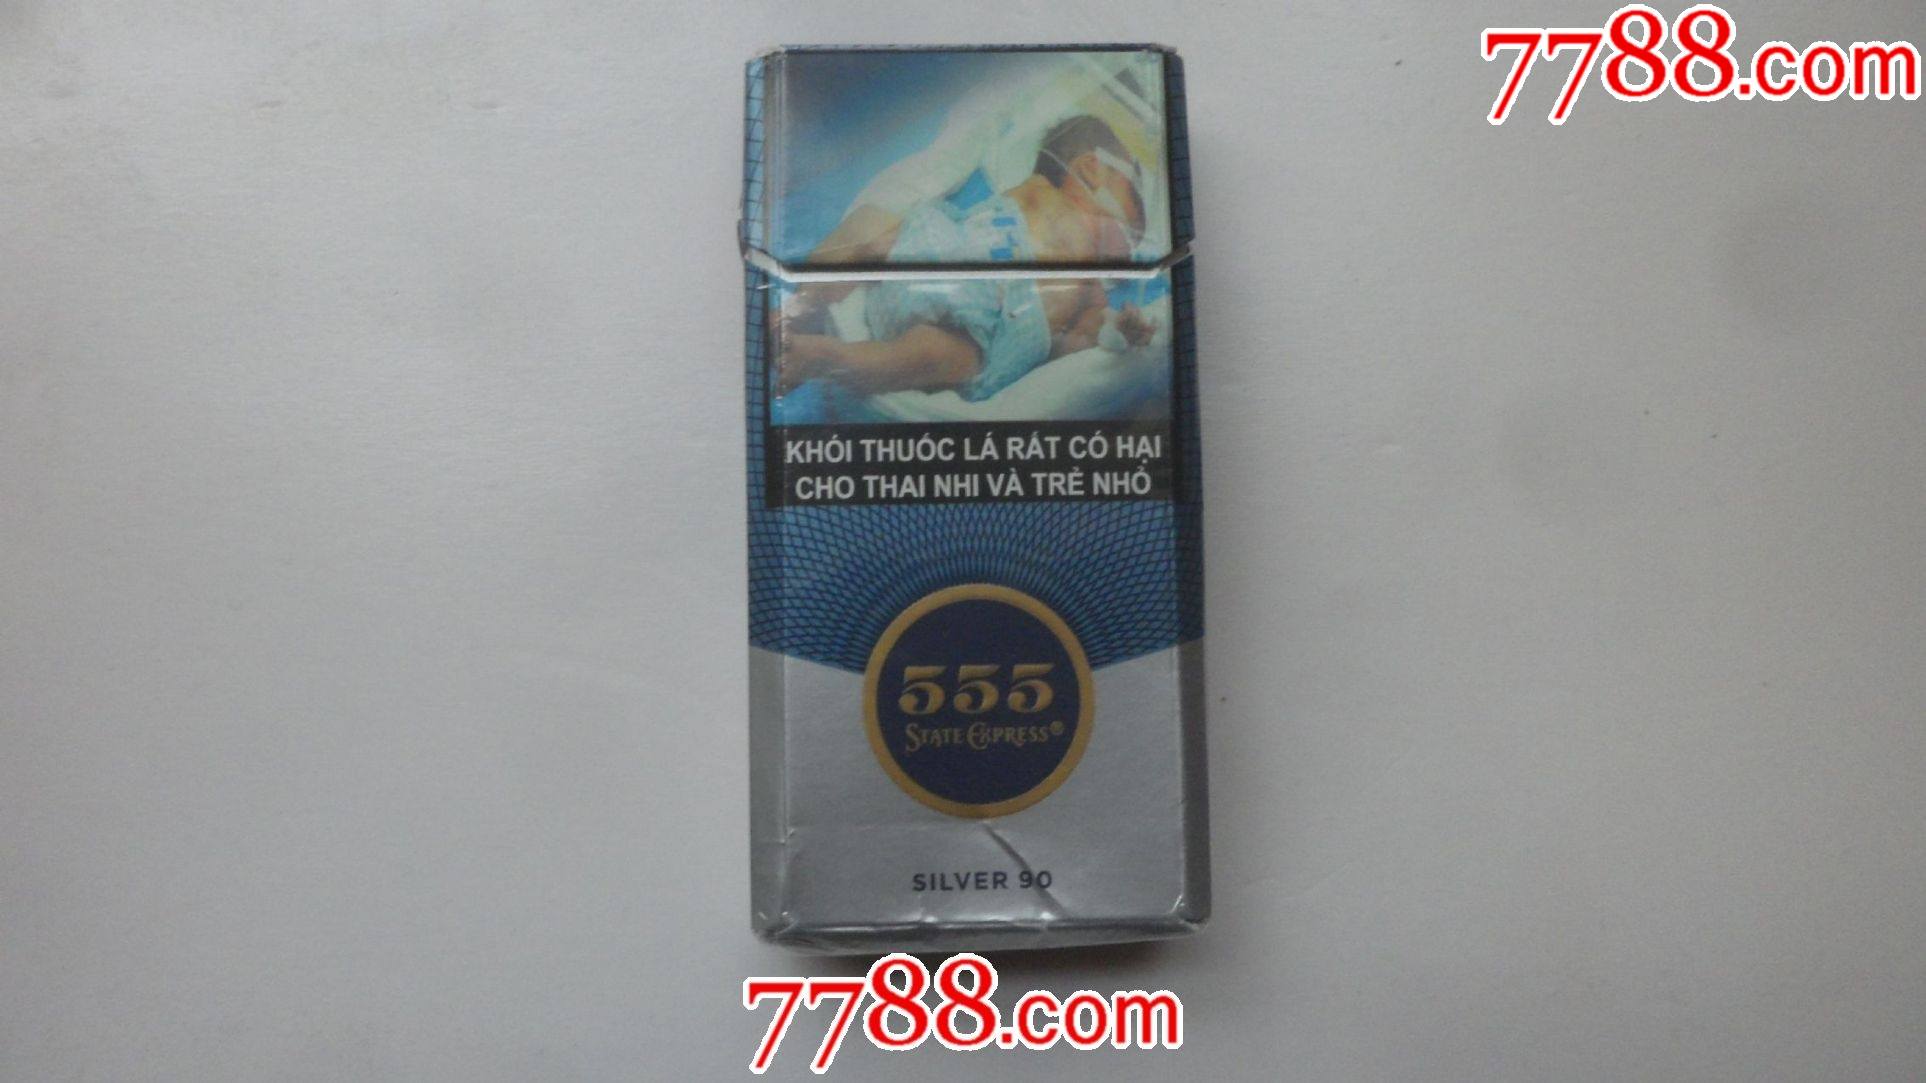 7788.com
KHÓI THUỐC LÁ RẤT CÓ HẠI
CHO THAI NHI VÀ TRẺ NHỎ
555
STATE EXPRESS®
SILVER 90
7788.com